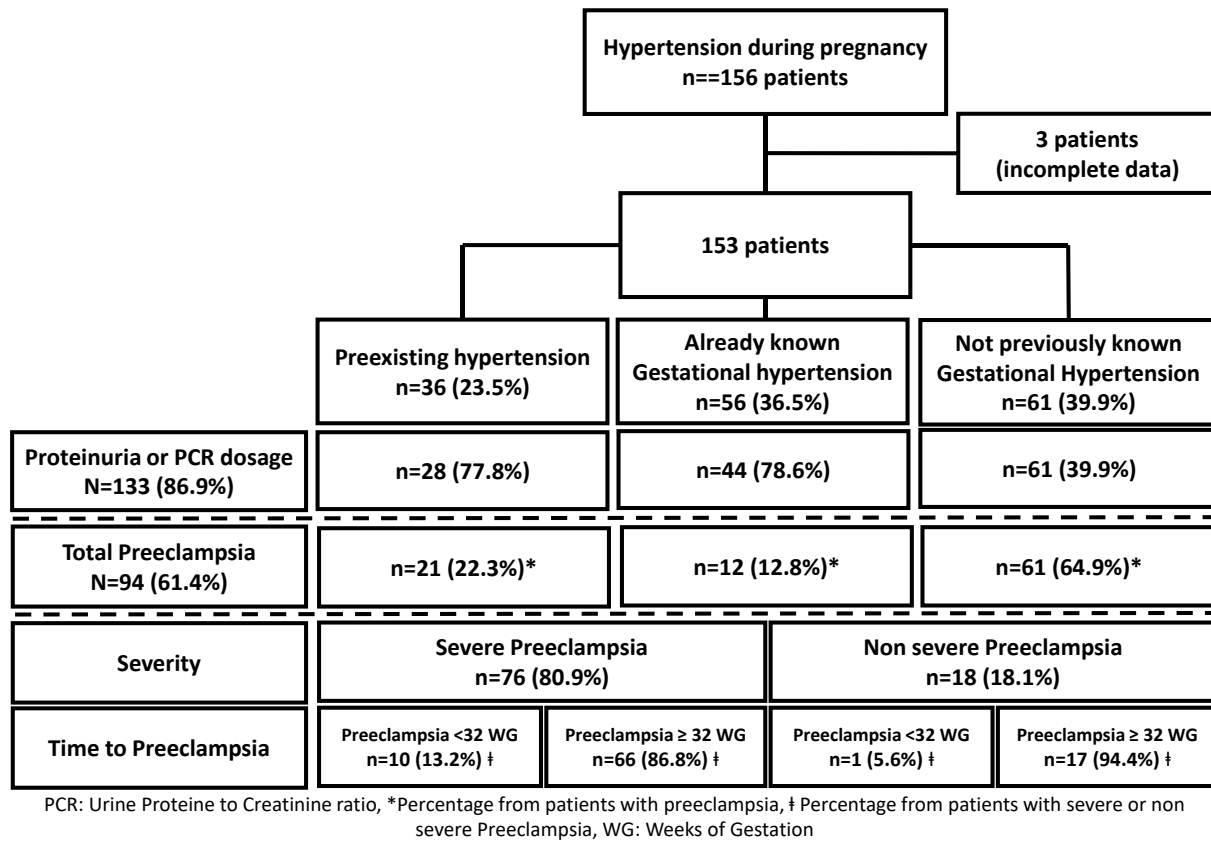 Hypertension during pregnancy
n==156 patients
3 patients
(incomplete data)
153 patients
Preexisting hypertension
n=36 (23.5%)
Already known
Gestational hypertension
n=56 (36.5%)
Not previously known
Gestational Hypertension
n=61 (39.9%)
Proteinuria or PCR dosage
N=133 (86.9%)
n=28 (77.8%)
n=44 (78.6%)
n=61 (39.9%)
Total Preeclampsia
N=94 (61.4%)
n=21 (22.3%)*
n=12 (12.8%)*
n=61 (64.9%)*
Severity
Severe Preeclampsia
n=76 (80.9%)
Non severe Preeclampsia
n=18 (18.1%)
Time to Preeclampsia
Preeclampsia <32 WG
n=10 (13.2%) ǂ
Preeclampsia ≥ 32 WG
n=66 (86.8%) ǂ
Preeclampsia <32 WG
n=1 (5.6%) ǂ
Preeclampsia ≥ 32 WG
n=17 (94.4%) ǂ
PCR: Urine Proteine to Creatinine ratio, *Percentage from patients with preeclampsia, ǂ Percentage from patients with severe or non
severe Preeclampsia, WG: Weeks of Gestation